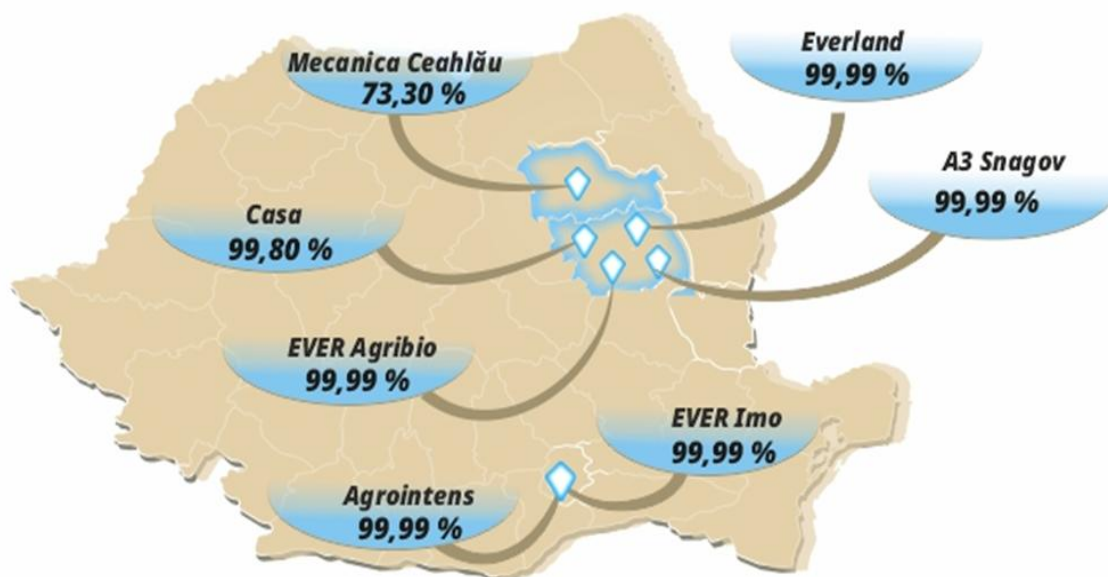 Mecanica Ceahlău
73,30 %
Everland
99,99 %
A3 Snagov
99,99 %
Casa
99,80 %
EVER Agribio
99,99 %
EVER Imo
99,99 %
Agrointens
99,99 %